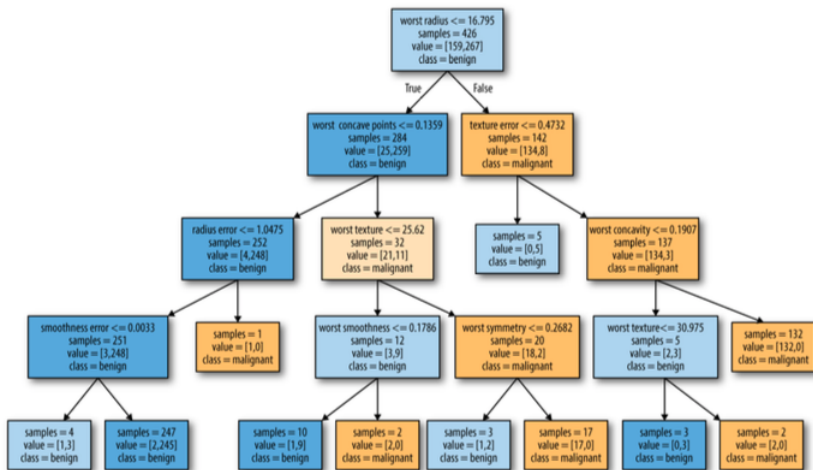 worst radius <= 16.795
samples = 426
value = [159,267]
class = benign
True
False
worst concave points <= 0.1359
samples = 284
value = [25,259]
class = benign
texture error <= 0.4732
samples = 142
value = [134,8]
class = malignant
radius error <= 1.0475
samples = 252
value = [4,248]
class = benign
worst texture <= 25.62
samples = 32
value = [21,11]
class = malignant
samples = 5
value = [0,5]
class = benign
worst concavity <= 0.1907
samples = 137
value = [134,3]
class = malignant
smoothness error <= 0.0033
samples = 251
value = [3,248]
class = benign
samples = 1
value = [1,0]
class = malignant
worst smoothness <= 0.1786
samples = 12
value = [3,9]
class = benign
worst symmetry <= 0.2682
samples = 20
value = [18,2]
class = malignant
worst texture<= 30.975
samples = 5
value = [2,3]
class = benign
samples = 132
value = [132,0]
class = malignant
samples = 4
value = [1,3]
class = benign
samples = 247
value = [2,245]
class = benign
samples = 10
value = [1,9]
class = benign
samples = 2
value = [2,0]
class = malignant
samples = 3
value = [1,2]
class = benign
samples = 17
value = [17,0]
class = malignant
samples = 3
value = [0,3]
class = benign
samples = 2
value = [2,0]
class = malignant